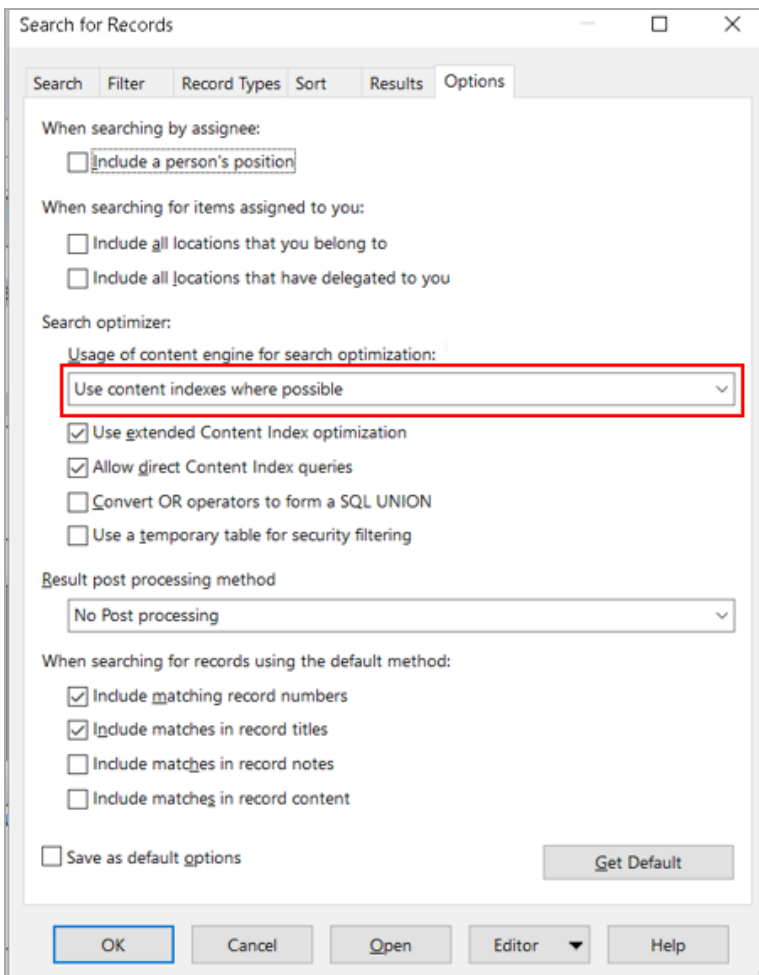 Search for Records
Search Filter Record Types Sort Results Options
When searching by assignee:
Include a person's position
When searching for items assigned to you:
Include all locations that you belong to
Include all locations that have delegated to you
Search optimizer:
Usage of content engine for search optimization:
Use content indexes where possible
Use extended Content Index optimization
Allow direct Content Index queries
Convert OR operators to form a SQL UNION
Use a temporary table for security filtering
Result post processing method
No Post processing
When searching for records using the default method:
Include matching record numbers
Include matches in record titles
Include matches in record notes
Include matches in record content
Save as default options
Get Default
OK Cancel Open Editor Help